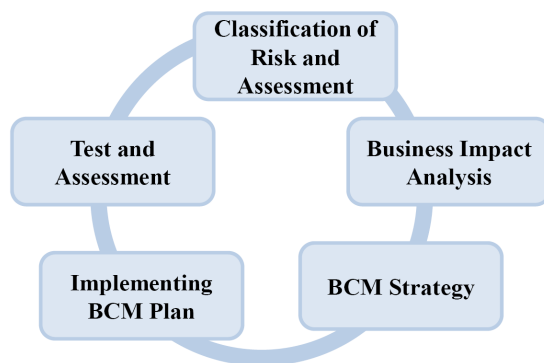 Classification of
Risk and
Assessment
Business Impact
Analysis
BCM Strategy
Implementing
BCM Plan
Test and
Assessment